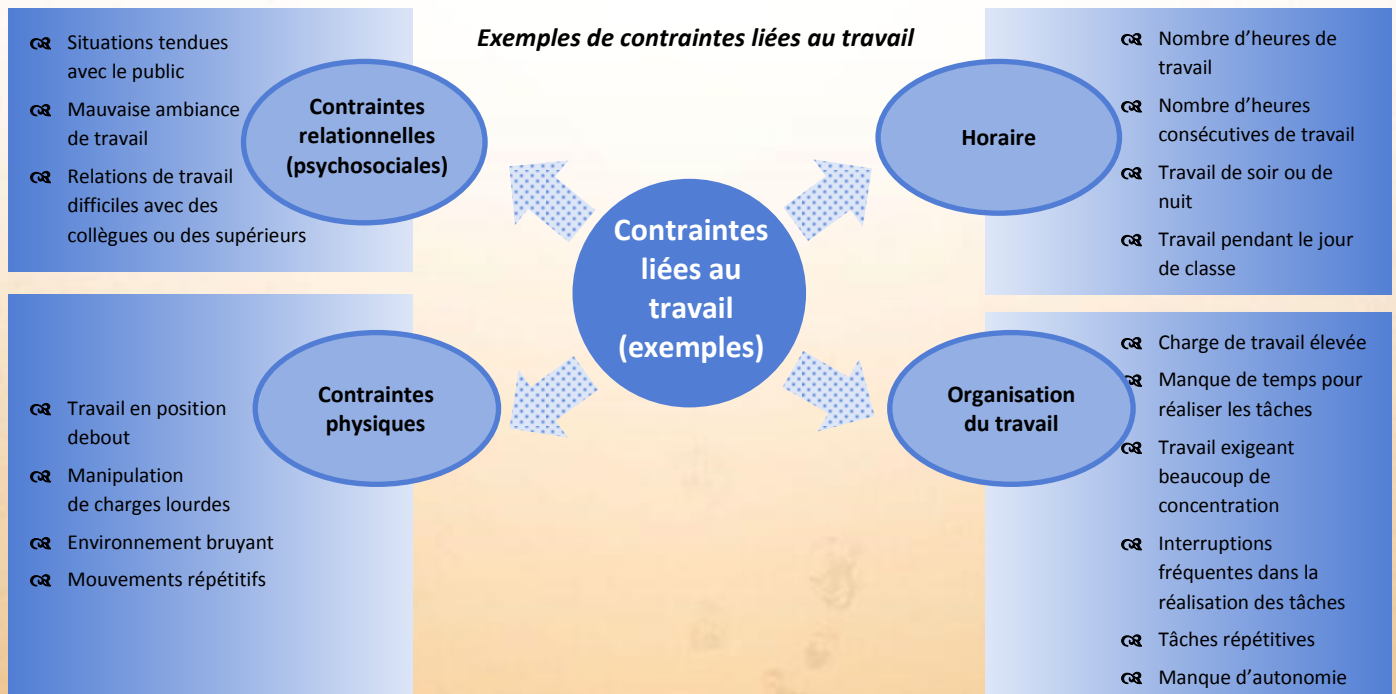 Exemples de contraintes liées au travail
Situations tendues
avec le public
Mauvaise ambiance
de travail
Relations de travail
difficiles avec des
collègues ou des supérieurs
Contraintes
relationnelles
(psychosociales)
Horaire
Nombre d’heures de
travail
Nombre d’heures
consécutives de travail
Travail de soir ou de
nuit
Travail pendant le jour
de classe
Contraintes
liées au
travail
(exemples)
Travail en position
debout
Manipulation
de charges lourdes
Environnement bruyant
Mouvements répétitifs
Contraintes
physiques
Organisation
du travail
Charge de travail élevée
Manque de temps pour
réaliser les tâches
Travail exigeant
beaucoup de
concentration
Interruptions
fréquentes dans la
réalisation des tâches
Tâches répétitives
Manque d’autonomie